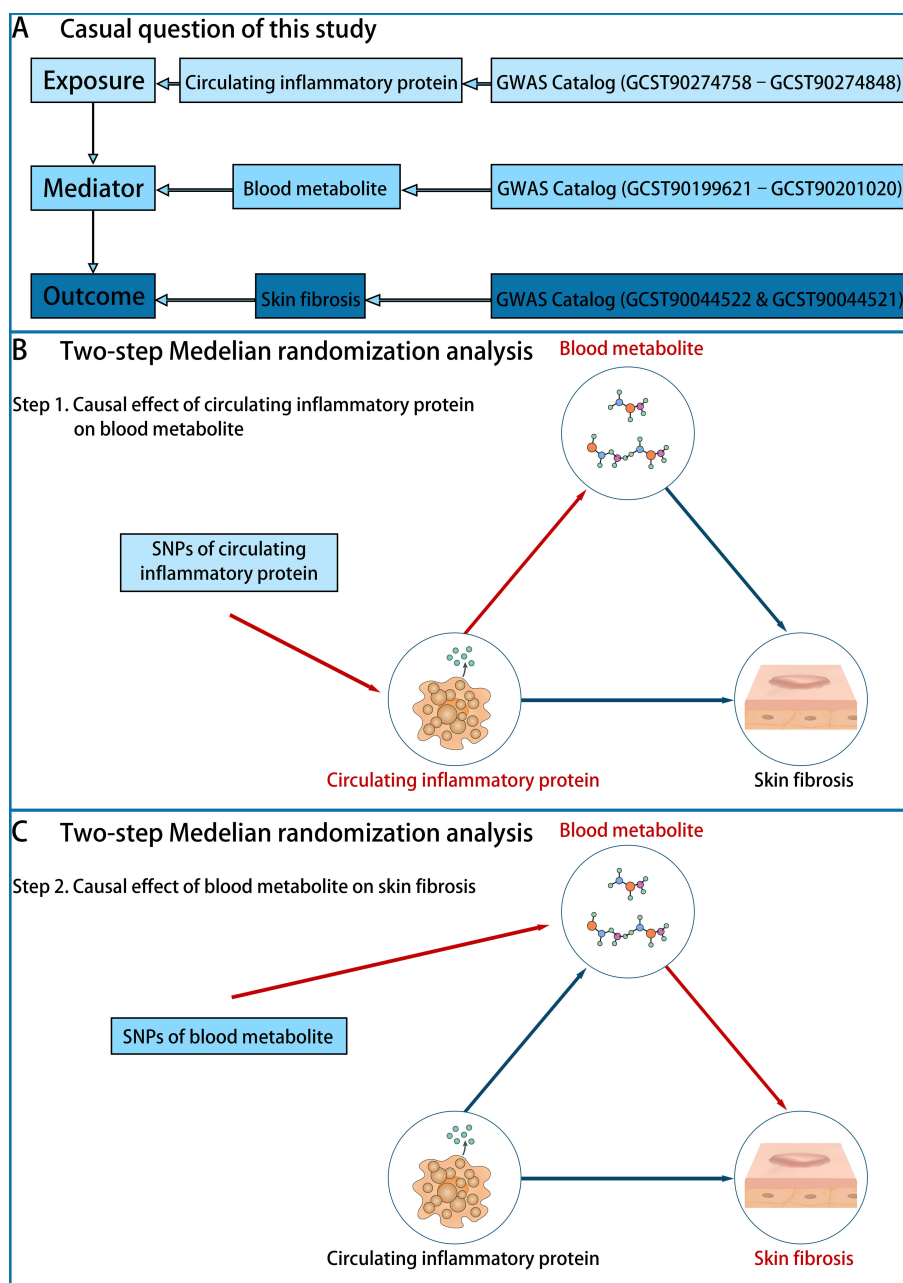 A Casual question of this study
Exposure
Circulating inflammatory protein
GWAS Catalog (GCST90274758 – GCST90274848)
Mediator
Blood metabolite
GWAS Catalog (GCST90199621 – GCST90201020)
Outcome
Skin fibrosis
GWAS Catalog (GCST90044522 & GCST90044521)
B Two-step Medelian randomization analysis
Blood metabolite
Step 1. Causal effect of circulating inflammatory protein
on blood metabolite
SNPs of circulating
inflammatory protein
Circulating inflammatory protein
Skin fibrosis
C Two-step Medelian randomization analysis
Blood metabolite
Step 2. Causal effect of blood metabolite on skin fibrosis
SNPs of blood metabolite
Circulating inflammatory protein
Skin fibrosis